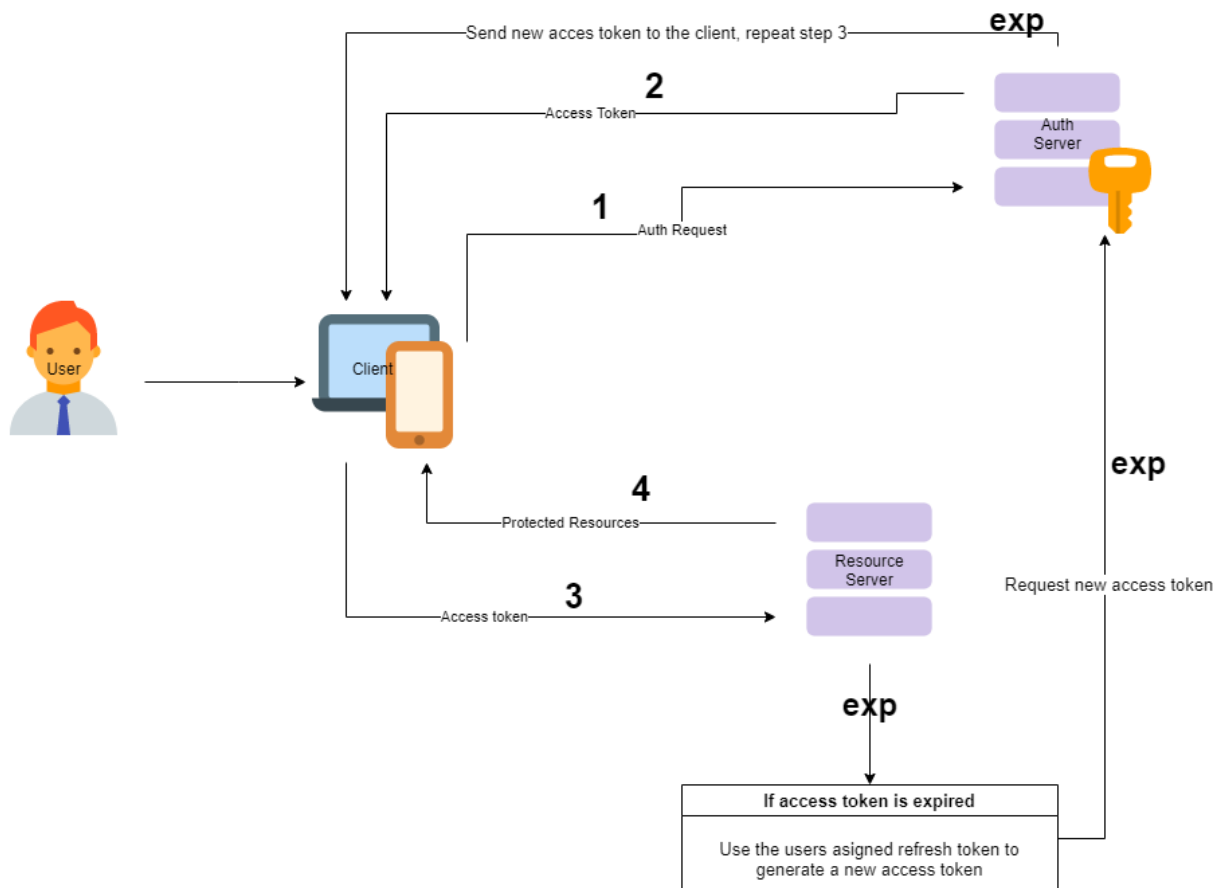 exp
Send new acces token to the client, repeat step 3
2
Access Token
Auth
Server
1
Auth Request
User
Client
exp
4
Protected Resources
Resource
Server
Request new access token
3
Access token
exp
If access token is expired
Use the users asigned refresh token to
generate a new access token